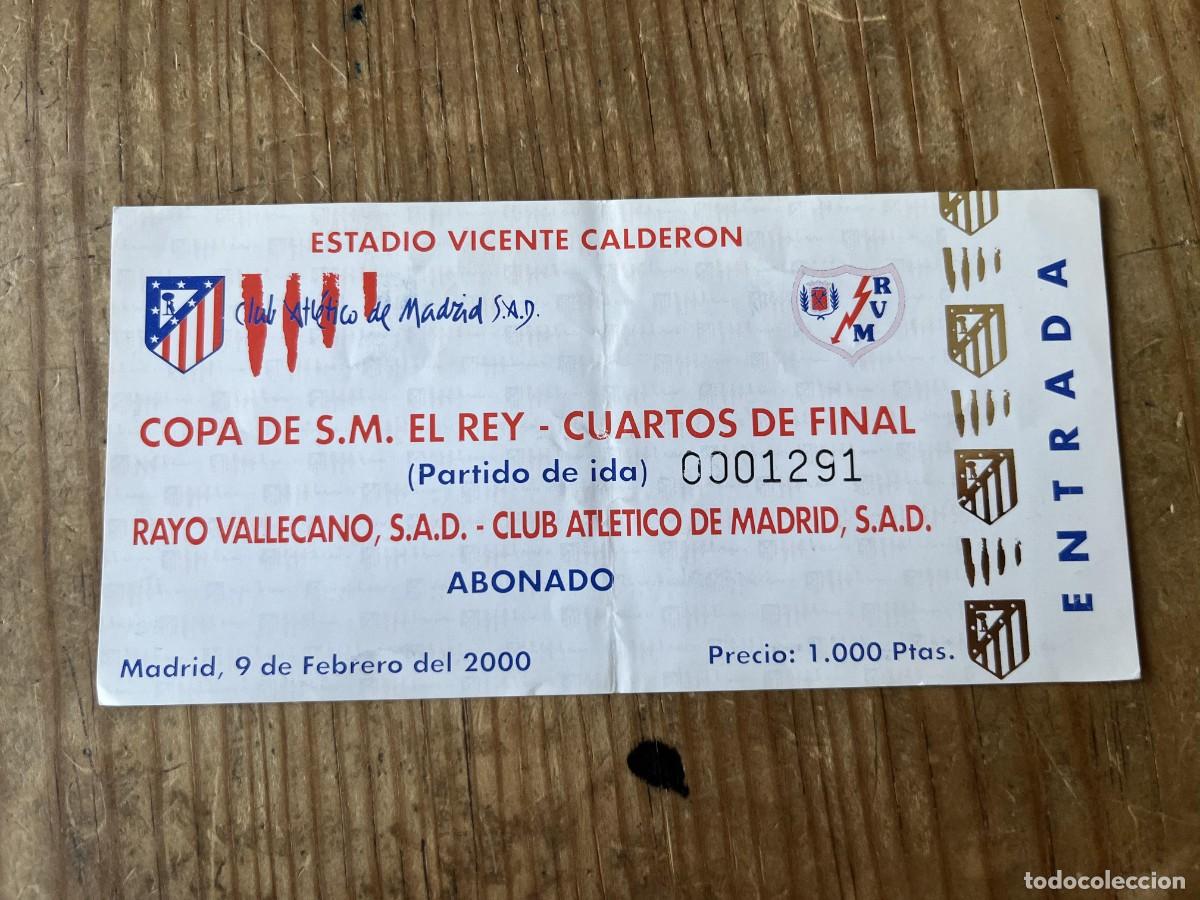 ESTADIO VICENTE CALDERON
Club Atlético de Madrid S.A.D.
RVM
COPA DE S.M. EL REY - CUARTOS DE FINAL
(Partido de ida) 0001291
RAYO VALLECANO, S.A.D. - CLUB ATLETICO DE MADRID, S.A.D.
ABONADO
Madrid, 9 de Febrero del 2000
Precio: 1.000 Ptas.
ENTRADA
todocoleccion